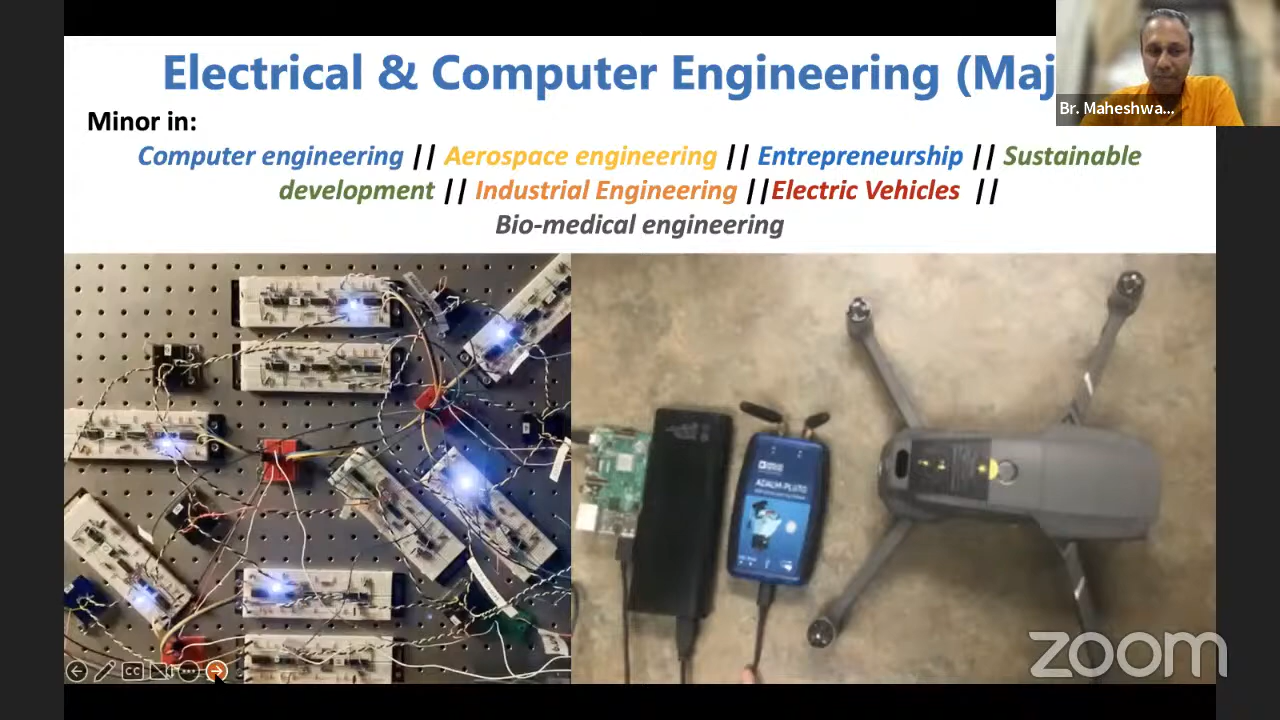 Electrical & Computer Engineering (Maj
Br. Maheshwa...
Minor in:
Computer engineering || Aerospace engineering || Entrepreneurship || Sustainable
development || Industrial Engineering ||Electric Vehicles ||
Bio-medical engineering
ADALM-PLUTO
CC
zoom